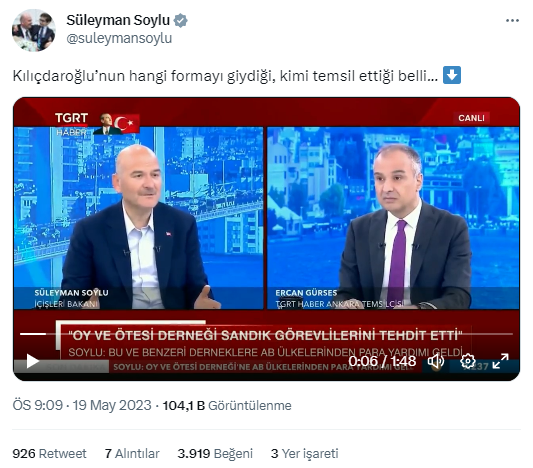 Süleyman Soylu
@suleymansoylu
Kılıçdaroğlu’nun hangi formayı giydiği, kimi temsil ettiği belli...
TGRT
HABER
CANLI
SÜLEYMAN SOYLU
İÇİŞLERİ BAKANI
ERCAN GÜRSES
TGRT HABER ANKARA TEMSİLCİSİ
"OY VE ÖTESİ DERNEĞİ SANDIK GÖREVLİLERİNİ TEHDİT ETTİ"
SOYLU: BU VE BENZERİ DERNEKLERE AB ÜLKELERİNDEN PARA YARDIMI GELDİ
SOYLU: OY VE ÖTESİ DERNEĞİ'NE AB ÜLKELERİNDEN PARA YARDIMI
0:06 / 1:48
ÖS 9:09 · 19 May 2023 · 104,1 B Görüntülenme
926 Retweet 7 Alıntılar 3.919 Beğeni 3 Yer işareti